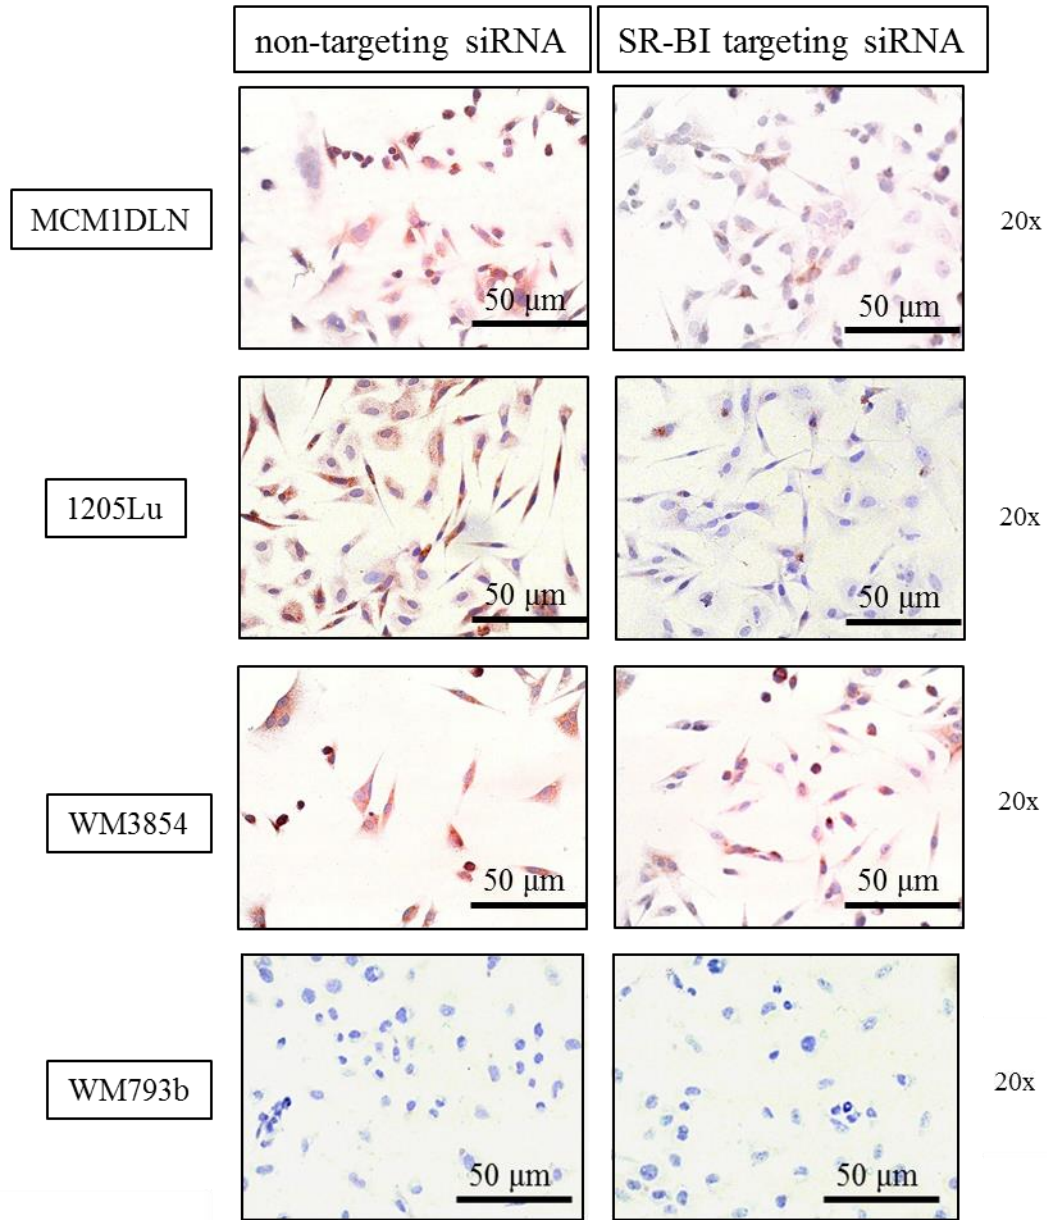 non-targeting siRNA
SR-BI targeting siRNA
MCM1DLN
50 μm
50 μm
20x
1205Lu
50 μm
50 μm
20x
WM3854
50 μm
50 μm
20x
WM793b
50 μm
50 μm
20x